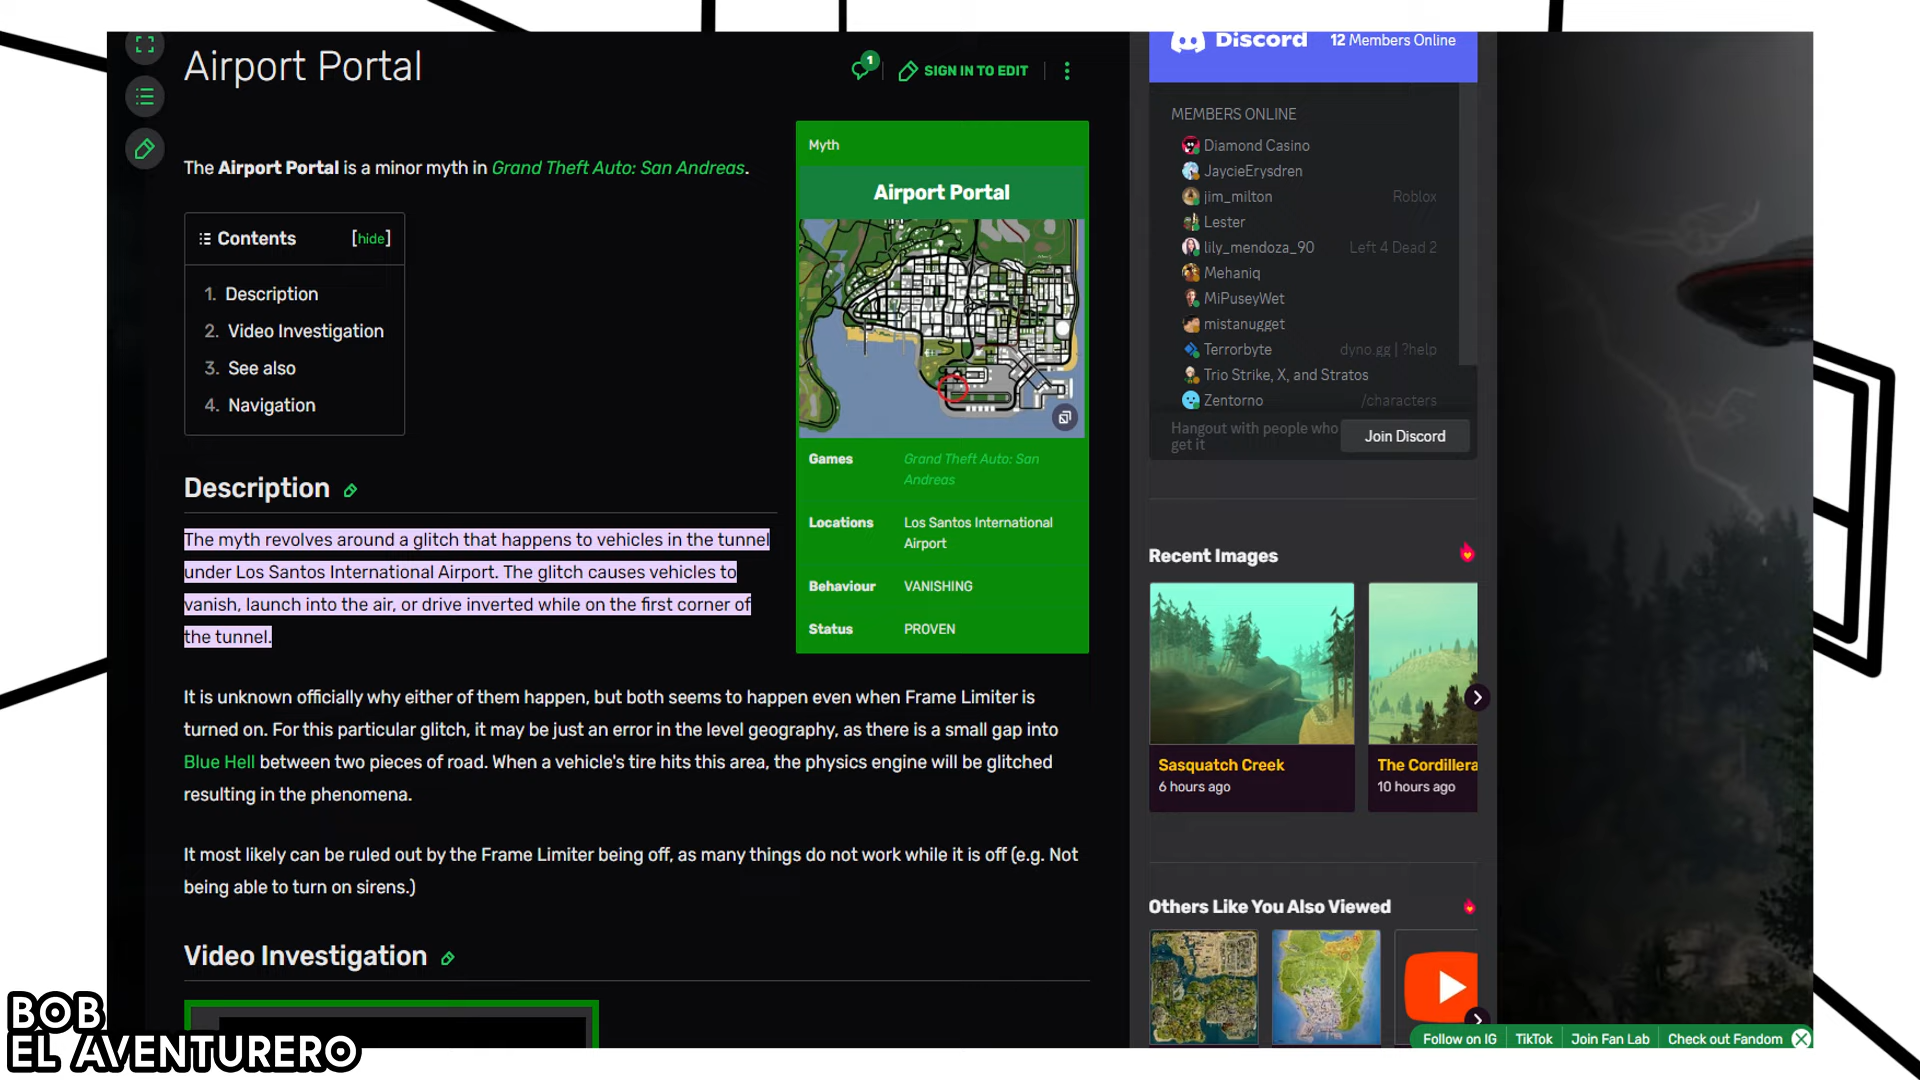 Airport Portal
1
SIGN IN TO EDIT
The Airport Portal is a minor myth in Grand Theft Auto: San Andreas.
Contents [hide]
1. Description
2. Video Investigation
3. See also
4. Navigation
Description
The myth revolves around a glitch that happens to vehicles in the tunnel
under Los Santos International Airport. The glitch causes vehicles to
vanish, launch into the air, or drive inverted while on the first corner of
the tunnel.
Myth
Airport Portal
Games Grand Theft Auto: San
Andreas
Locations Los Santos International
Airport
Behaviour VANISHING
Status PROVEN
It is unknown officially why either of them happen, but both seems to happen even when Frame Limiter is
turned on. For this particular glitch, it may be just an error in the level geography, as there is a small gap into
Blue Hell between two pieces of road. When a vehicle's tire hits this area, the physics engine will be glitched
resulting in the phenomena.
It most likely can be ruled out by the Frame Limiter being off, as many things do not work while it is off (e.g. Not
being able to turn on sirens.)
Video Investigation
Discord 12 Members Online
MEMBERS ONLINE
Diamond Casino
JaycieErysdren
jim_milton Roblox
Lester
lily_mendoza_90 Left 4 Dead 2
Mehaniq
MiPuseyWet
mistanugget
Terrorbyte dyno.gg | ?help
Trio Strike, X, and Stratos
Zentorno /characters
Hangout with people who
get it
Join Discord
Recent Images
Sasquatch Creek
6 hours ago
The Cordillera
10 hours ago
Others Like You Also Viewed
Follow on IG TikTok Join Fan Lab Check out Fandom
BOB
EL AVENTURERO